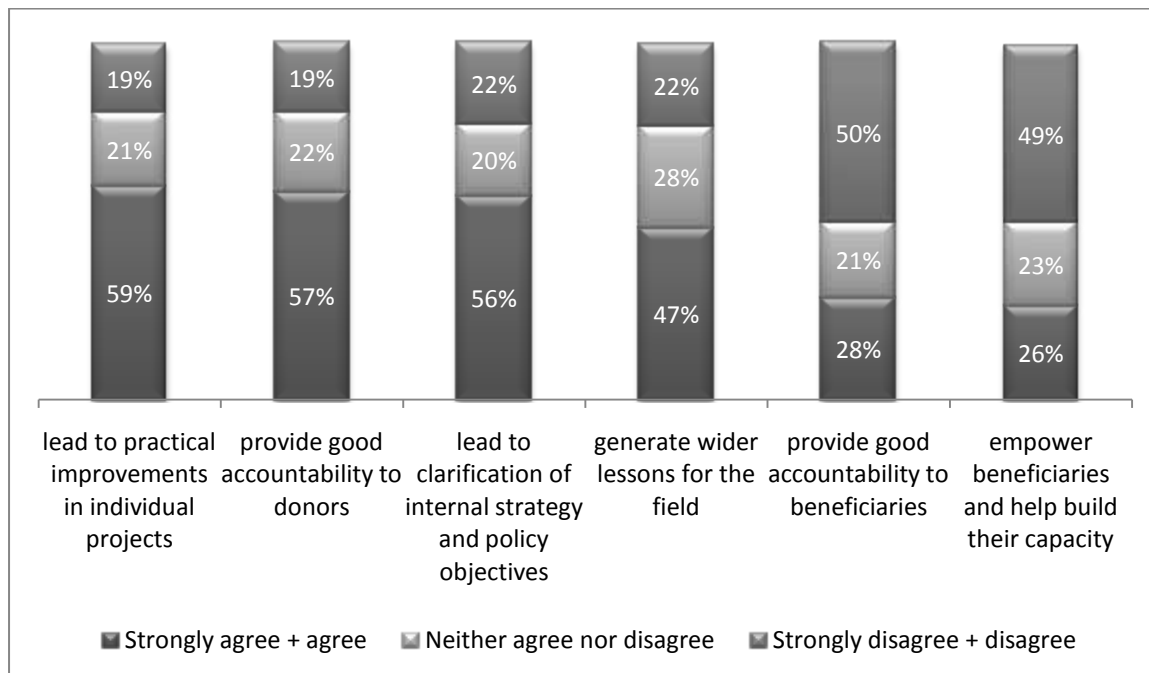 19%
19%
22%
22%
50%
49%
21%
22%
20%
28%
21%
23%
59%
57%
56%
47%
28%
26%
lead to practical
improvements
in individual
projects
provide good
accountability to
donors
lead to
clarification of
internal strategy
and policy
objectives
generate wider
lessons for the
field
provide good
accountability to
beneficiaries
empower
beneficiaries
and help build
their capacity
Strongly agree + agree
Neither agree nor disagree
Strongly disagree + disagree